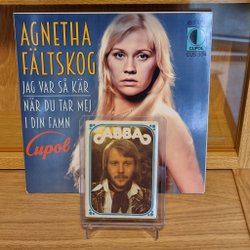 AGNETHA
FÄLTSKOG
JAG VAR SÅ KÄR
NÄR DU TAR MEJ
I DIN FAMN
Cupol
CUPOL
ABBA